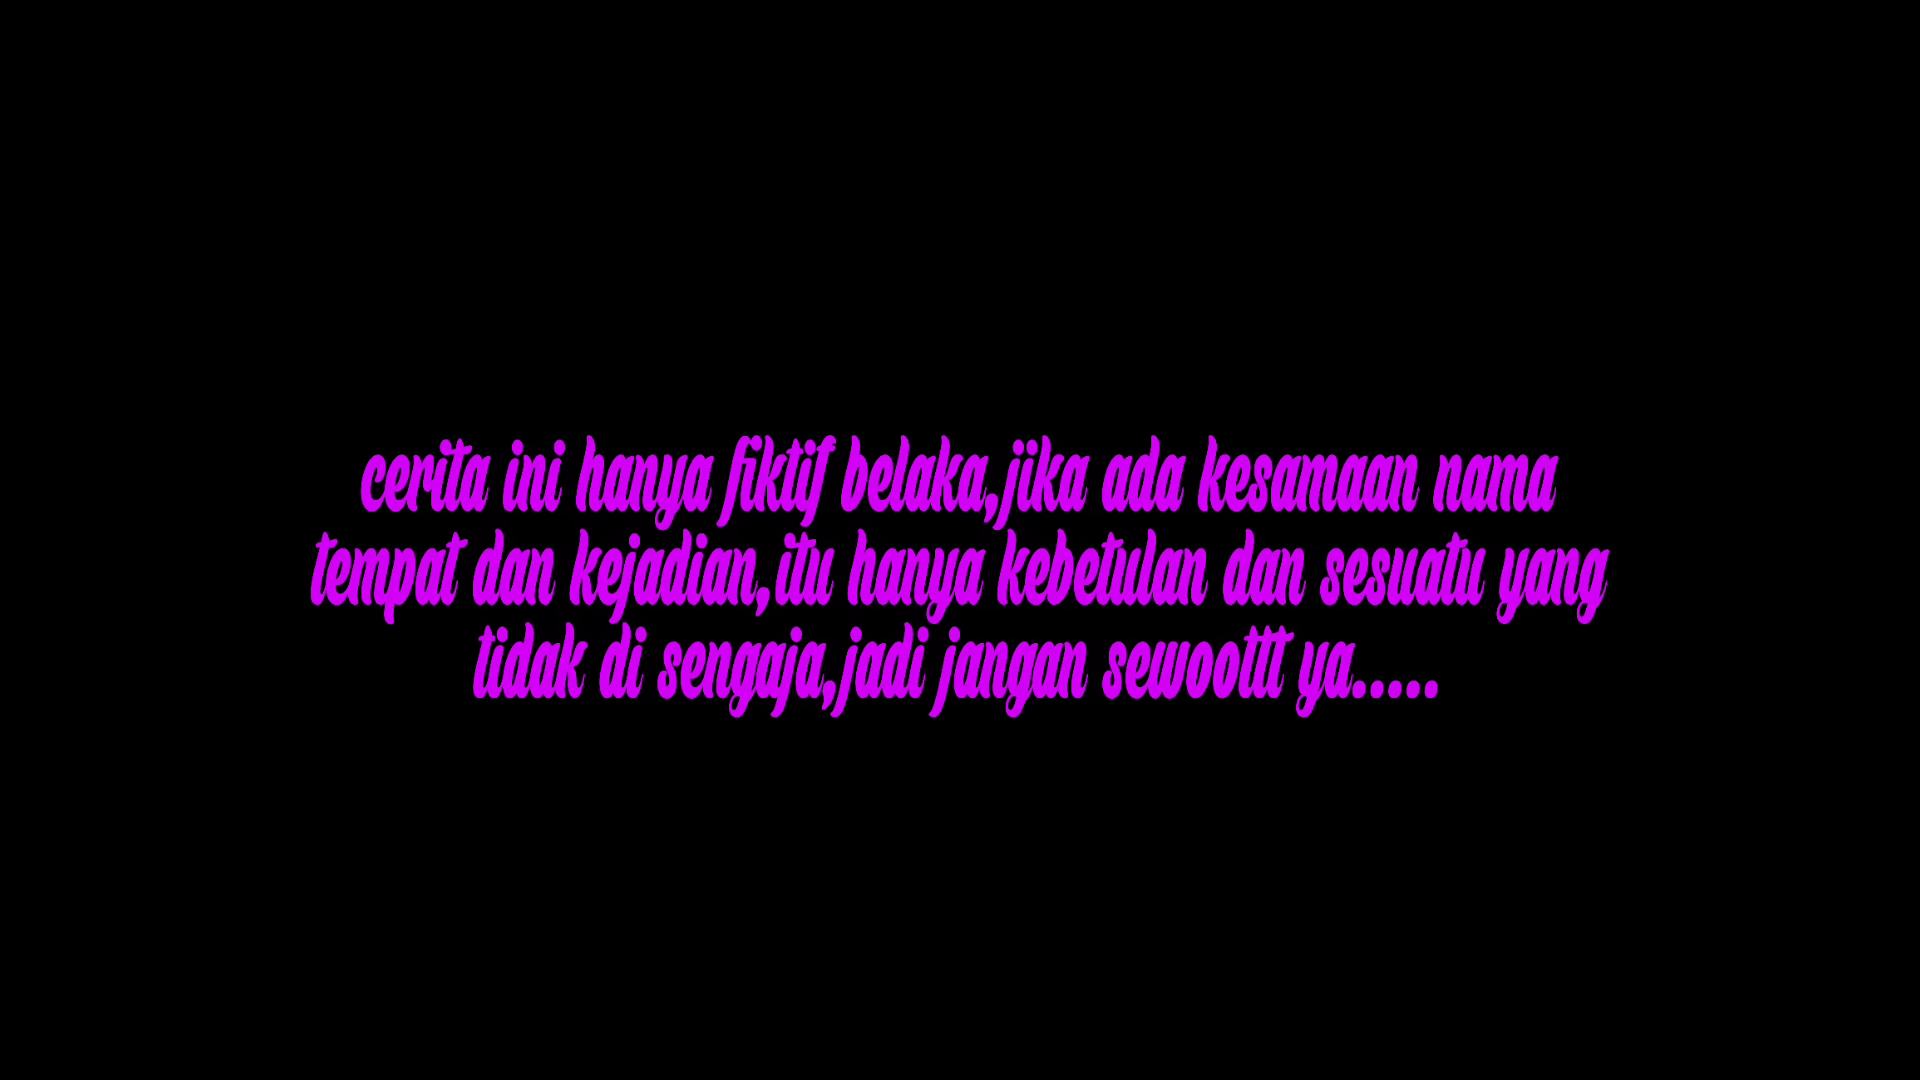 cerita ini hanya fiktif belaka,jika ada kesamaan nama
tempat dan kejadian,itu hanya kebetulan dan sesuatu yang
tidak di sengaja,jadi jangan sewoottt ya.....